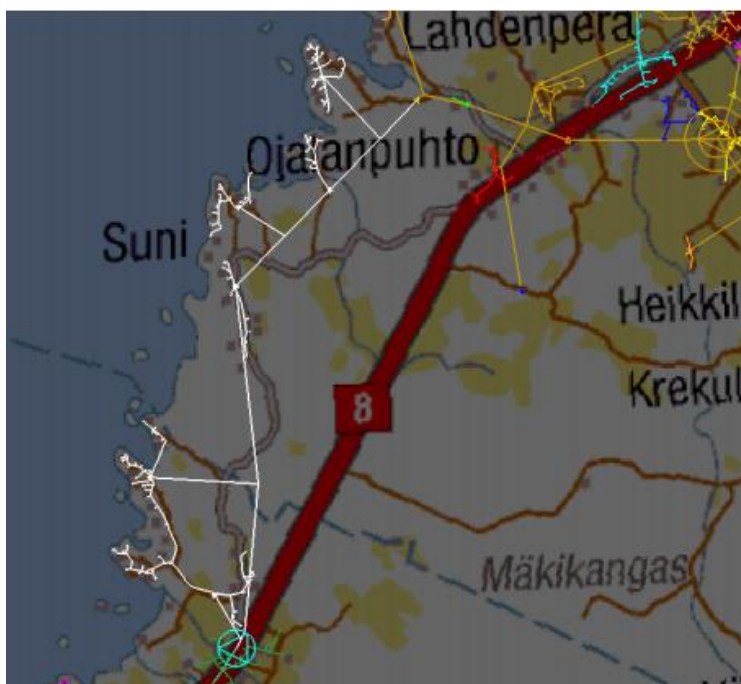 Lahdenperä
Ojalanpuhto
Suni
Heikkil
8
Krekul
Mäkikangas